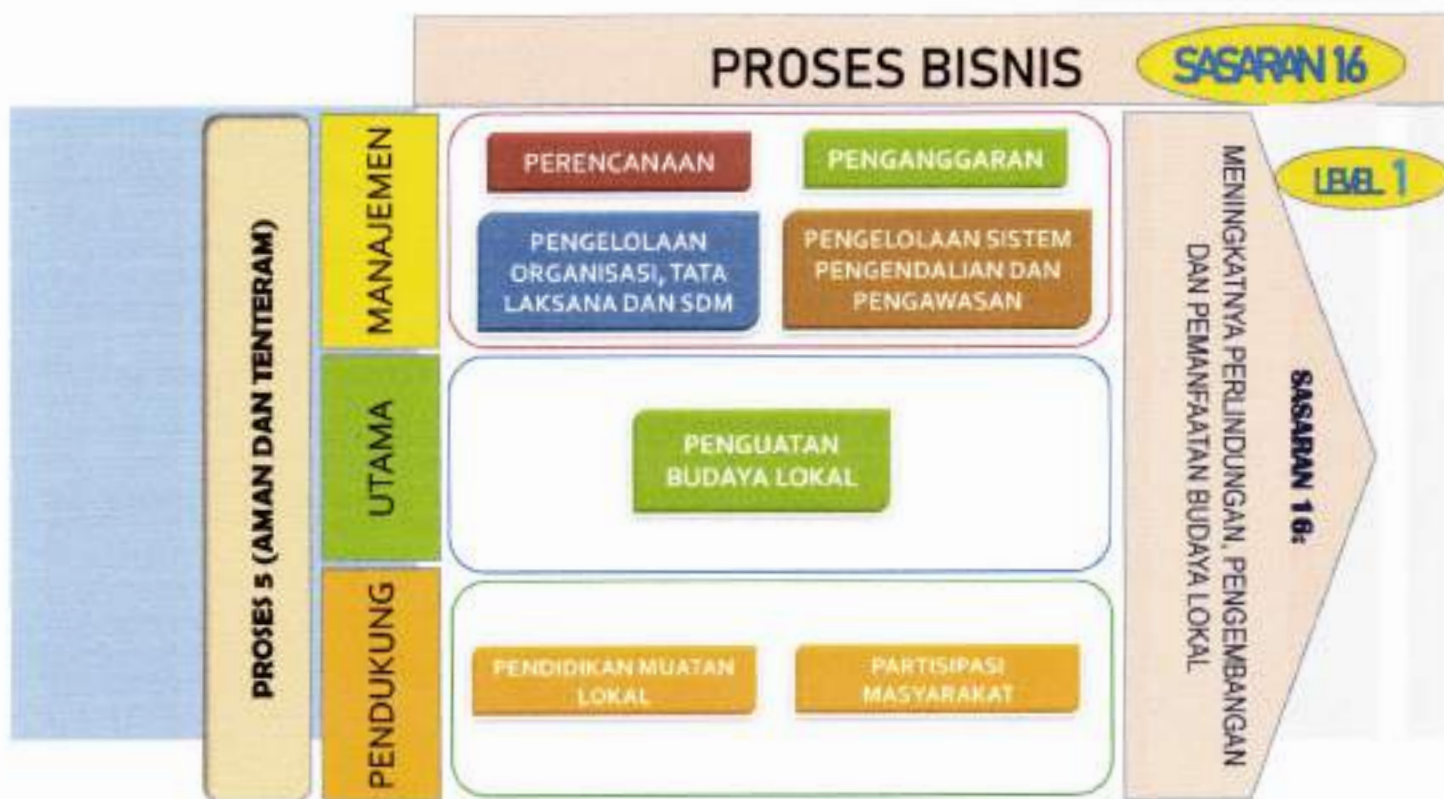 PROSES BISNIS
SASARAN 16
LEVEL 1
PROSES 5 (AMAN DAN TENTERAM)
MANAJEMEN
PERENCANAAN
PENGANGGARAN
PENGELOLAAN
ORGANISASI, TATA
LAKSANA DAN SDM
PENGELOLAAN SISTEM
PENGENDALIAN DAN
PENGAWASAN
UTAMA
PENGUATAN
BUDAYA LOKAL
PENDUKUNG
PENDIDIKAN MUATAN
LOKAL
PARTISIPASI
MASYARAKAT
SASARAN 16:
MENINGKATNYA PERLINDUNGAN, PENGEMBANGAN
DAN PEMANFAATAN BUDAYA LOKAL